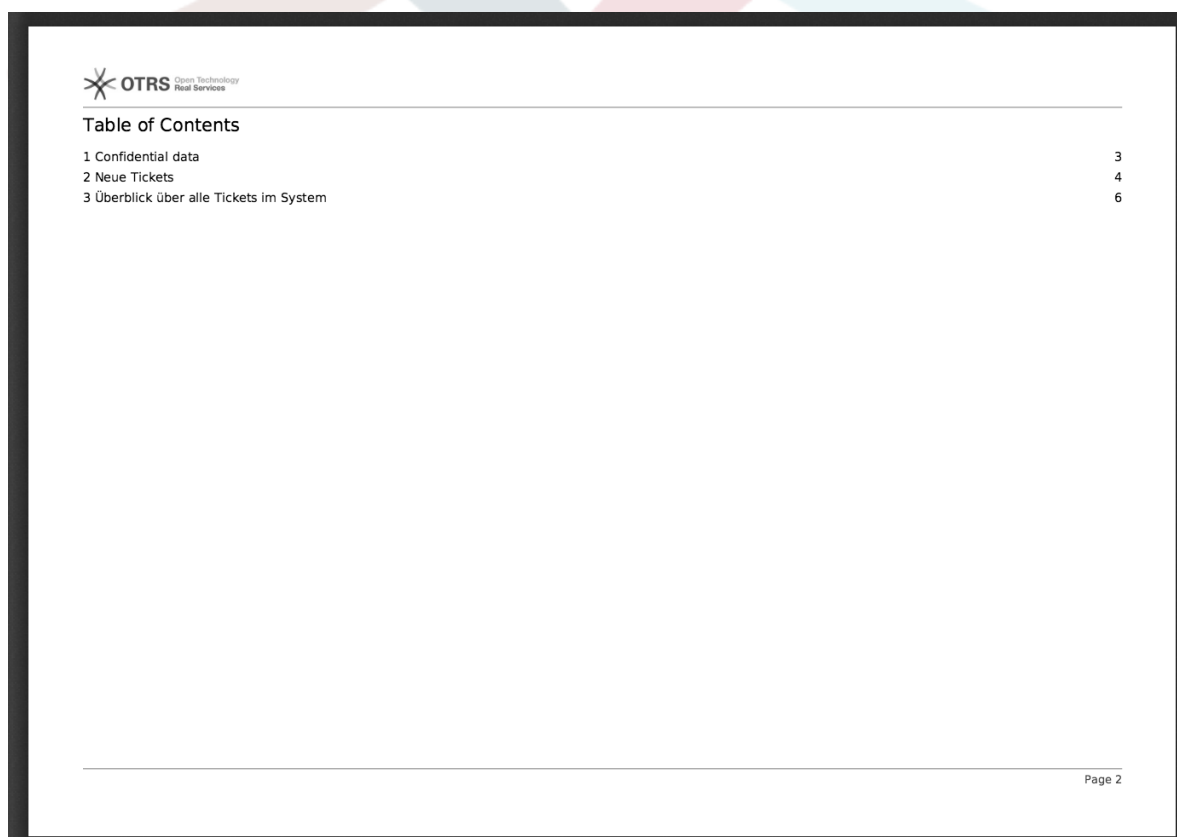 OTRS Open Technology
Real Services
Table of Contents
1 Confidential data 3
2 Neue Tickets 4
3 Überblick über alle Tickets im System 6
Page 2